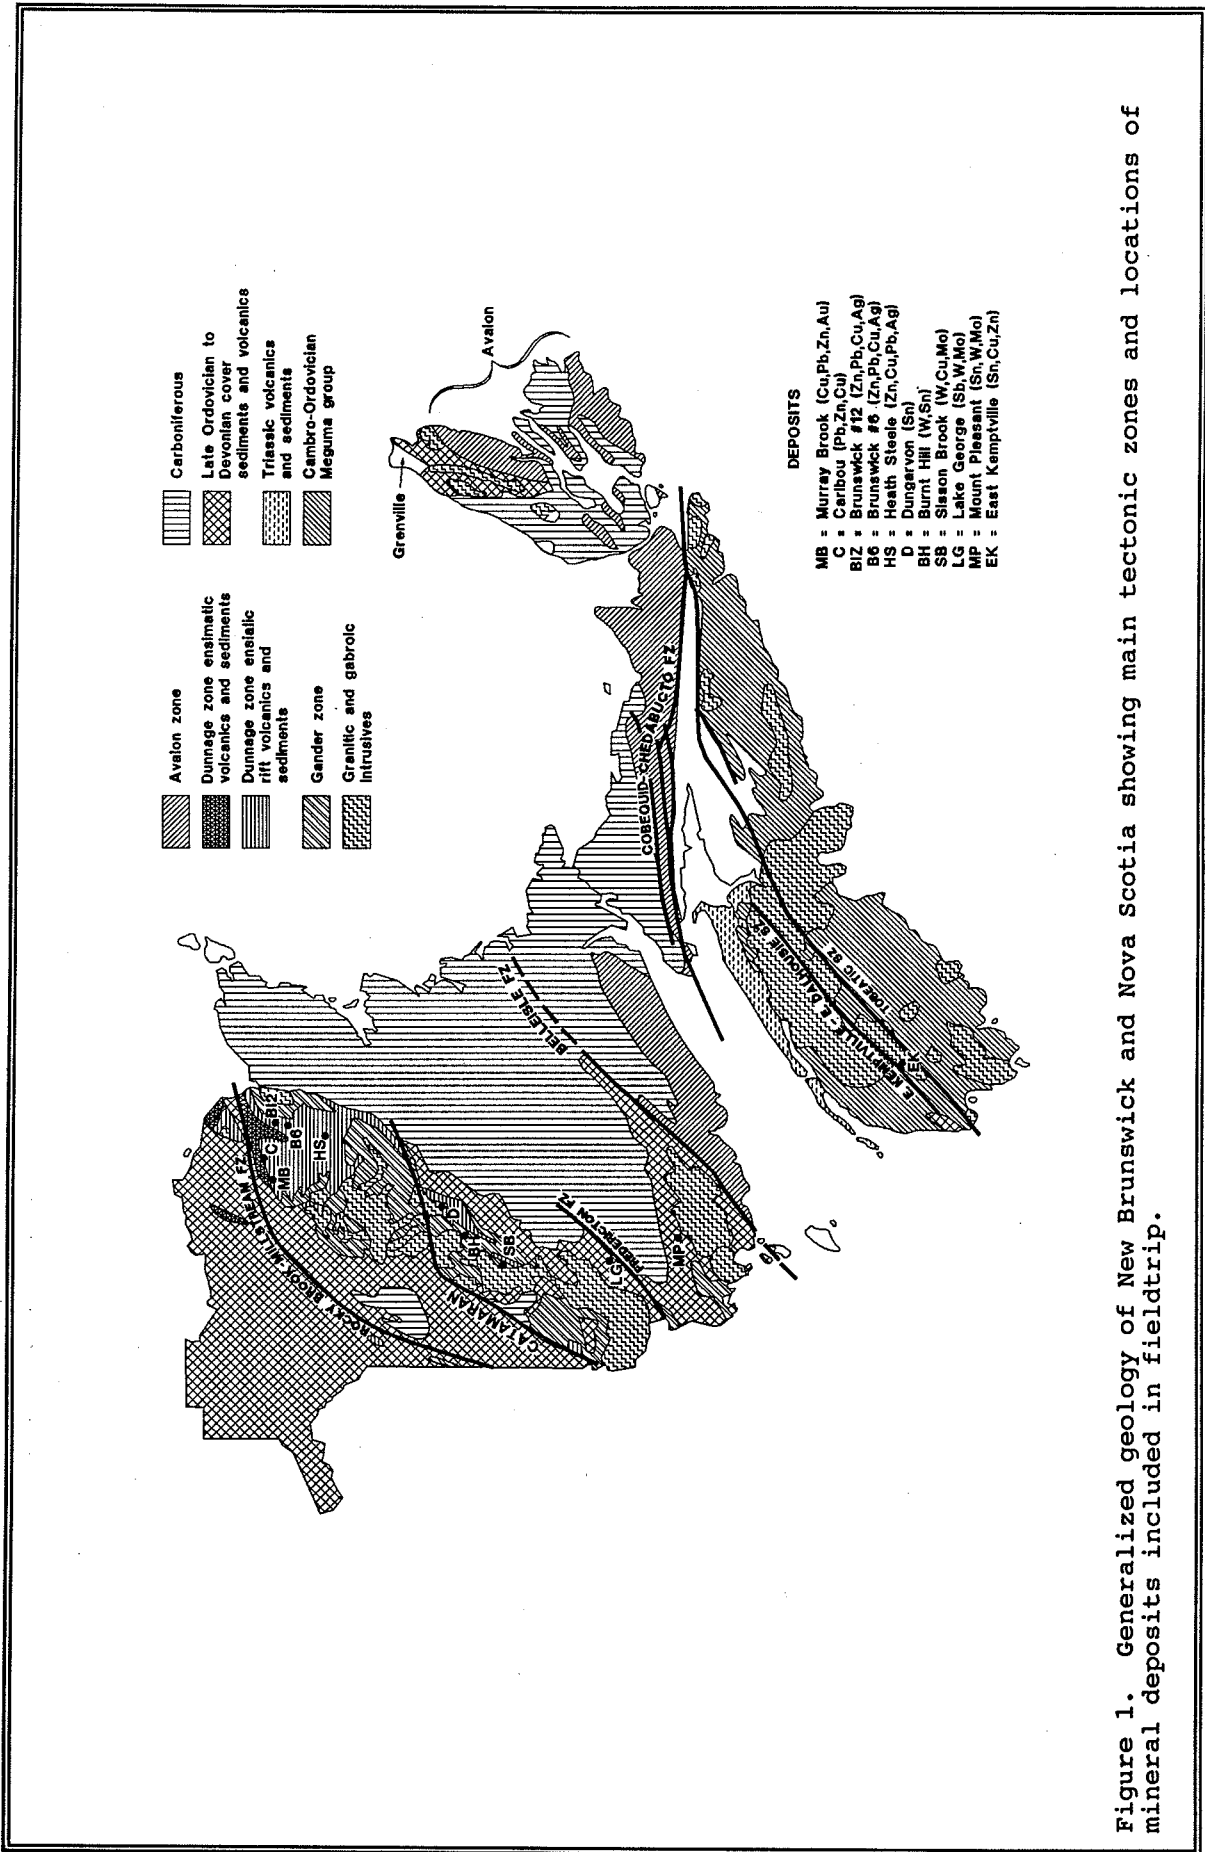 Avalon zone
Dunnage zone ensimatic
volcanics and sediments
Dunnage zone ensialic
rift volcanics and
sediments
Gander zone
Granitic and gabroic
intrusives
Carboniferous
Late Ordovician to
Devonian cover
sediments and volcanics
Triassic volcanics
and sediments
Cambro-Ordovician
Meguma group
Grenville
Avalon
ROCKY BROOK-MILLSTREAM FZ
C
BI2
MB
B6
HS
CATAMARAN
D
BH
SB
BELLEISLE FZ
FREDERICTON FZ
LG
MP
COBEQUID-CHEDABUCTO FZ
E. KEMPTVILLE - E. DALHOUSIE SZ
TOBEATIC SZ
EK
DEPOSITS
MB = Murray Brook (Cu,Pb,Zn,Au)
C = Caribou (Pb,Zn,Cu)
BIZ = Brunswick #12 (Zn,Pb,Cu,Ag)
B6 = Brunswick #6 (Zn,Pb,Cu,Ag)
HS = Heath Steele (Zn,Cu,Pb,Ag)
D = Dungarvon (Sn)
BH = Burnt Hill (W,Sn)
SB = Sisson Brook (W,Cu,Mo)
LG = Lake George (Sb,W,Mo)
MP = Mount Pleasant (Sn,W,Mo)
EK = East Kemptville (Sn,Cu,Zn)
Figure 1. Generalized geology of New Brunswick and Nova Scotia showing main tectonic zones and locations of
mineral deposits included in fieldtrip.